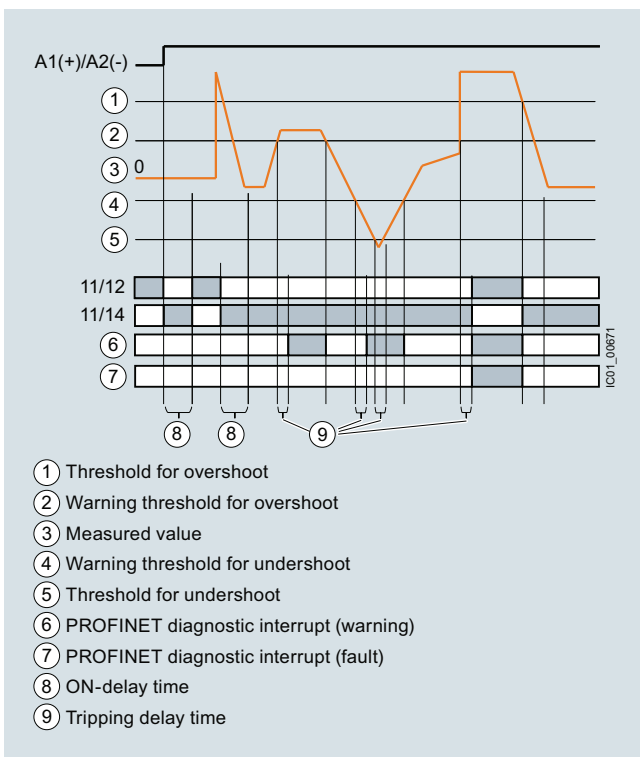 A1(+)/A2(-)
1
2
3 0
4
5
11/12
11/14
6
7
IC01_00671
8 8 9
1 Threshold for overshoot
2 Warning threshold for overshoot
3 Measured value
4 Warning threshold for undershoot
5 Threshold for undershoot
6 PROFINET diagnostic interrupt (warning)
7 PROFINET diagnostic interrupt (fault)
8 ON-delay time
9 Tripping delay time